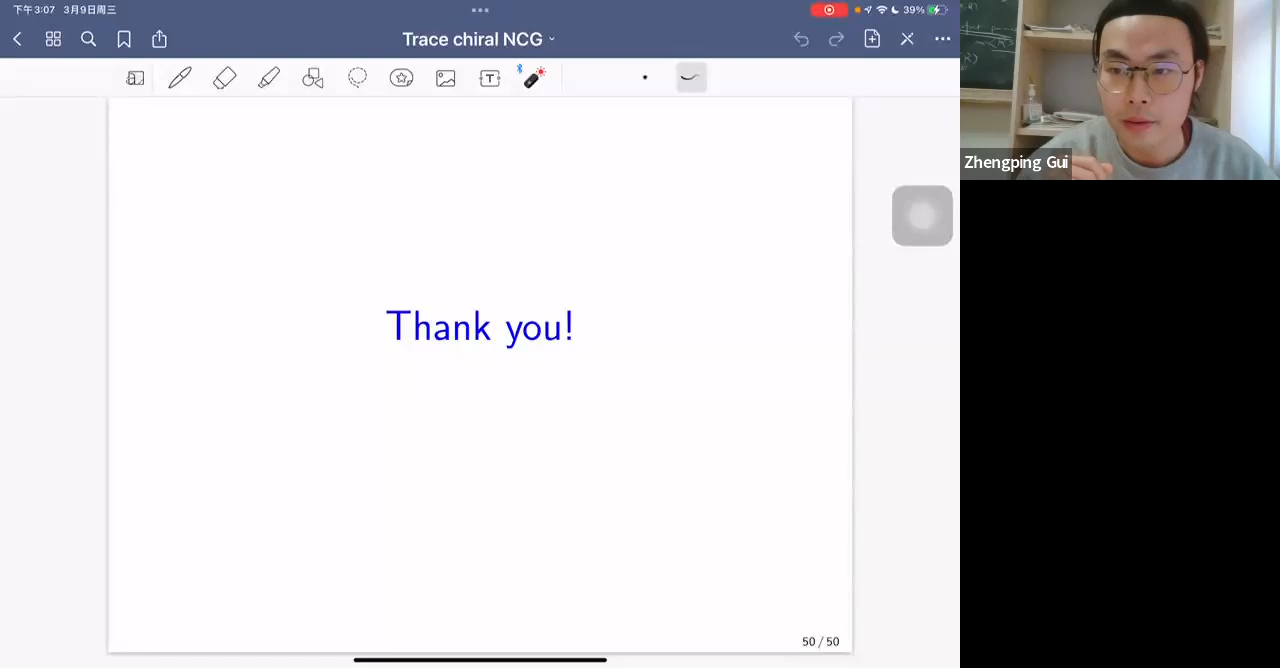 下午3:07 3月9日周三
39%
Trace chiral NCG
T
Thank you!
50 / 50
Zhengping Gui